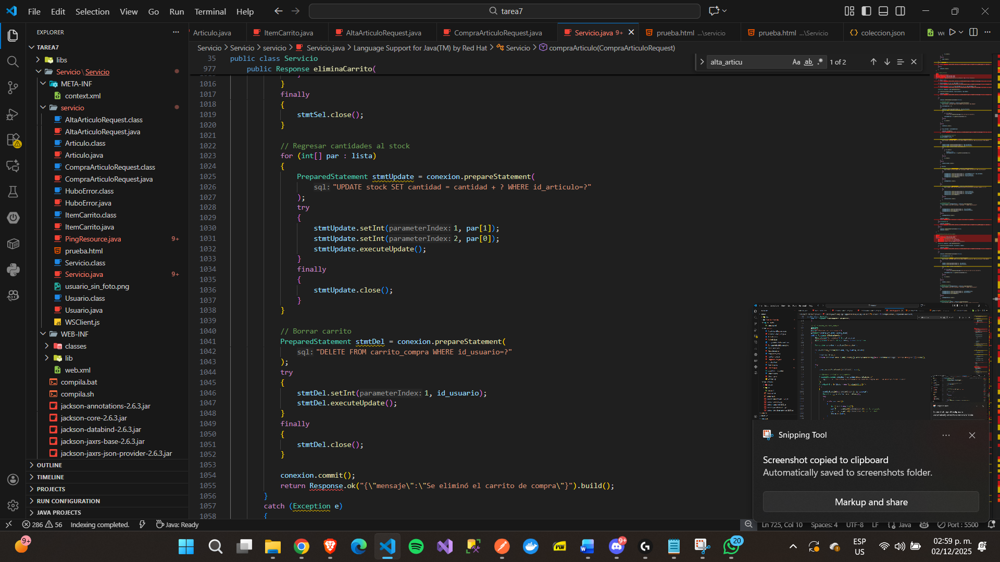 File Edit Selection View Go Run Terminal Help
tarea7
EXPLORER
TAREA7
libs
Servicio \ Servicio
META-INF
context.xml
servicio
AltaArticuloRequest.class
AltaArticuloRequest.java
Articulo.class
Articulo.java
CompraArticuloRequest.class
CompraArticuloRequest.java
HuboError.class
HuboError.java
ItemCarrito.class
ItemCarrito.java
PingResource.java 9+
prueba.html
Servicio.class
Servicio.java 9+
usuario_sin_foto.png
Usuario.class
Usuario.java
WSClient.js
WEB-INF
classes
lib
web.xml
compila.bat
compila.sh
jackson-annotations-2.6.3.jar
jackson-core-2.6.3.jar
jackson-databind-2.6.3.jar
jackson-jaxrs-base-2.6.3.jar
jackson-jaxrs-json-provider-2.6.3.jar
OUTLINE
TIMELINE
PROJECTS
RUN CONFIGURATION
JAVA PROJECTS
Articulo.java ItemCarrito.java AltaArticuloRequest.java CompraArticuloRequest.java Servicio.java 9+ prueba.html ...\servicio prueba.html ...\Servicio coleccion.json we
Servicio > Servicio > servicio > Servicio.java > Language Support for Java(TM) by Red Hat > Servicio > compraArticulo(CompraArticuloRequest)
alta_articu Aa ab .* 1 of 2
35 public class Servicio
977 public Response eliminaCarrito(
1016 }
1017 finally
1018 {
1019 stmtSel.close();
1020 }
1021
1022 // Regresar cantidades al stock
1023 for (int[] par : lista)
1024 {
1025 PreparedStatement stmtUpdate = conexion.prepareStatement(
1026 sql: "UPDATE stock SET cantidad = cantidad + ? WHERE id_articulo=?"
1027 );
1028 try
1029 {
1030 stmtUpdate.setInt(parameterIndex: 1, par[1]);
1031 stmtUpdate.setInt(parameterIndex: 2, par[0]);
1032 stmtUpdate.executeUpdate();
1033 }
1034 finally
1035 {
1036 stmtUpdate.close();
1037 }
1038 }
1039
1040 // Borrar carrito
1041 PreparedStatement stmtDel = conexion.prepareStatement(
1042 sql: "DELETE FROM carrito_compra WHERE id_usuario=?"
1043 );
1044 try
1045 {
1046 stmtDel.setInt(parameterIndex: 1, id_usuario);
1047 stmtDel.executeUpdate();
1048 }
1049 finally
1050 {
1051 stmtDel.close();
1052 }
1053
1054 conexion.commit();
1055 return Response.ok("{\"mensaje\":\"Se eliminó el carrito de compra\"}").build();
1056 }
1057 catch (Exception e)
1058 {
Snipping Tool
Screenshot copied to clipboard
Automatically saved to screenshots folder.
Markup and share
286 56 Indexing completed. Java: Ready
Ln 725, Col 10 Spaces: 4 UTF-8 LF Java Port : 5500
9+
PDF
9+
20
ESP
US
02:59 p. m.
02/12/2025